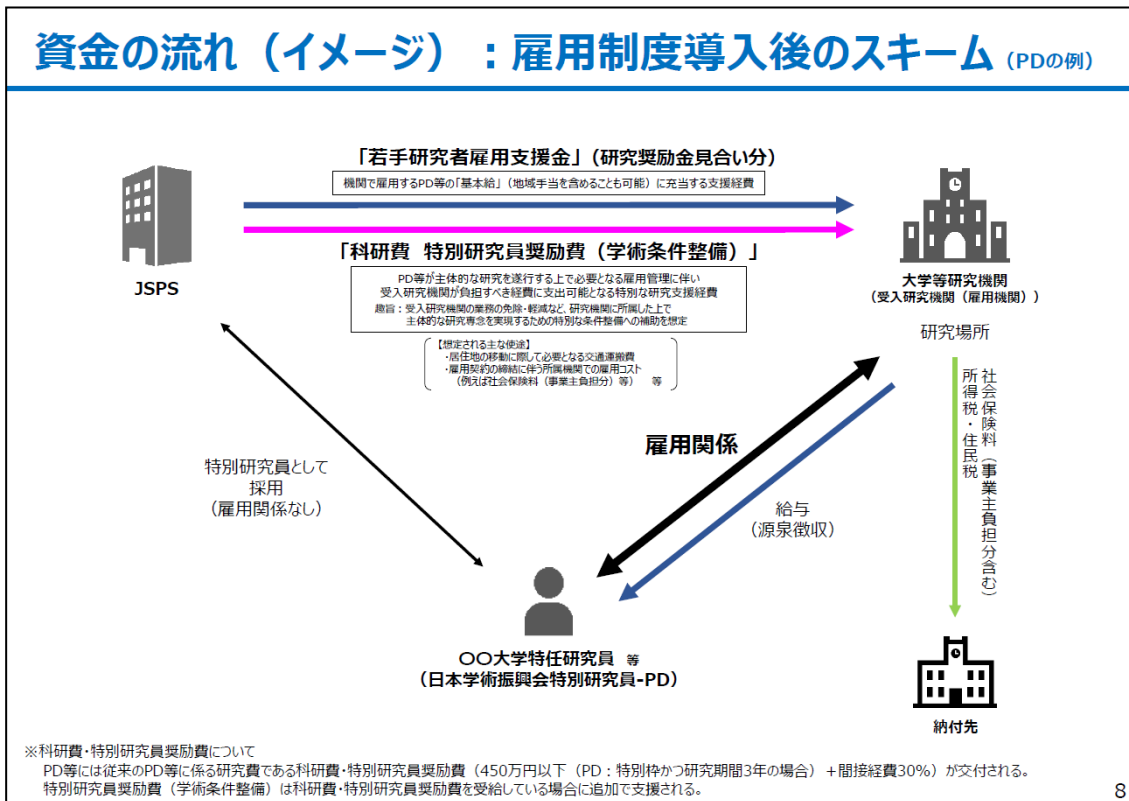 資金の流れ（イメージ）：雇用制度導入後のスキーム（PDの例）
「若手研究者雇用支援金」（研究奨励金見合い分）
機関で雇用するPD等の「基本給」（地域手当を含めることも可能）に充当する支援経費
「科研費 特別研究員奨励費（学術条件整備）」
PD等が主体的な研究を遂行する上で必要となる雇用管理に伴い
受入研究機関が負担すべき経費に支出可能となる特別な研究支援経費
趣旨：受入研究機関の業務の免除・軽減など、研究機関に所属した上で
主体的な研究専念を実現するための特別な条件整備への補助を想定
【想定される主な使途】
・居住地の移動に際して必要となる交通運搬費
・雇用契約の締結に伴う所属機関での雇用コスト
（例えば社会保険料（事業主負担分）等） 等
JSPS
大学等研究機関
（受入研究機関（雇用機関））
研究場所
社会保険料（事業主負担分含む）
所得税・住民税
雇用関係
特別研究員として
採用
（雇用関係なし）
給与
（源泉徴収）
〇〇大学特任研究員 等
（日本学術振興会特別研究員-PD）
納付先
※科研費・特別研究員奨励費について
PD等には従来のPD等に係る研究費である科研費・特別研究員奨励費（450万円以下（PD：特別枠かつ研究期間3年の場合）＋間接経費30%）が交付される。
特別研究員奨励費（学術条件整備）は科研費・特別研究員奨励費を受給している場合に追加で支援される。
8